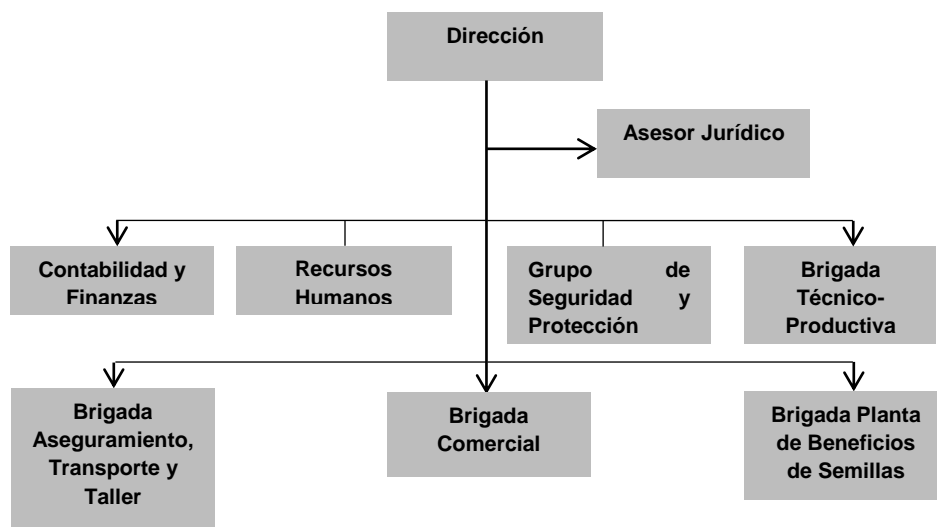 Dirección
Asesor Jurídico
Contabilidad y
Finanzas
Recursos
Humanos
Grupo de
Seguridad y
Protección
Brigada
Técnico-
Productiva
Brigada
Aseguramiento,
Transporte y
Taller
Brigada
Comercial
Brigada Planta
de Beneficios
de Semillas